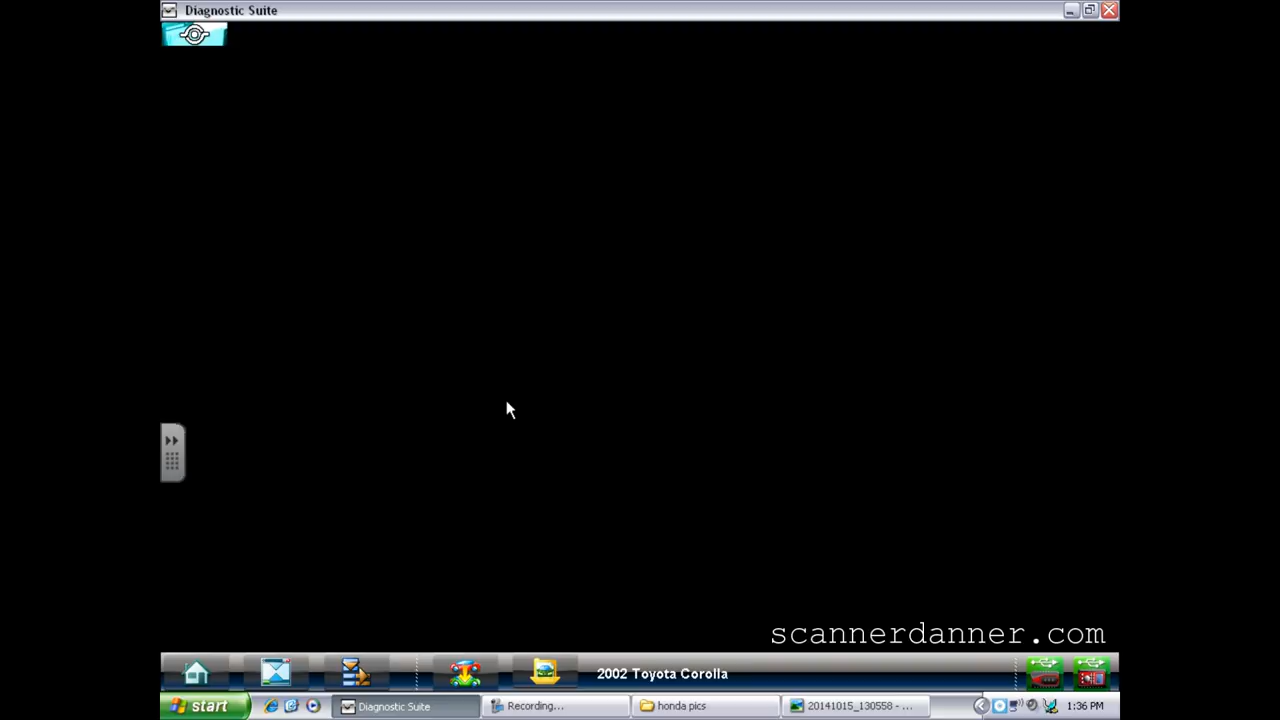 Diagnostic Suite
scannerdanner.com
2002 Toyota Corolla
start
Diagnostic Suite
Recording...
honda pics
20141015_130558 - ...
1:36 PM